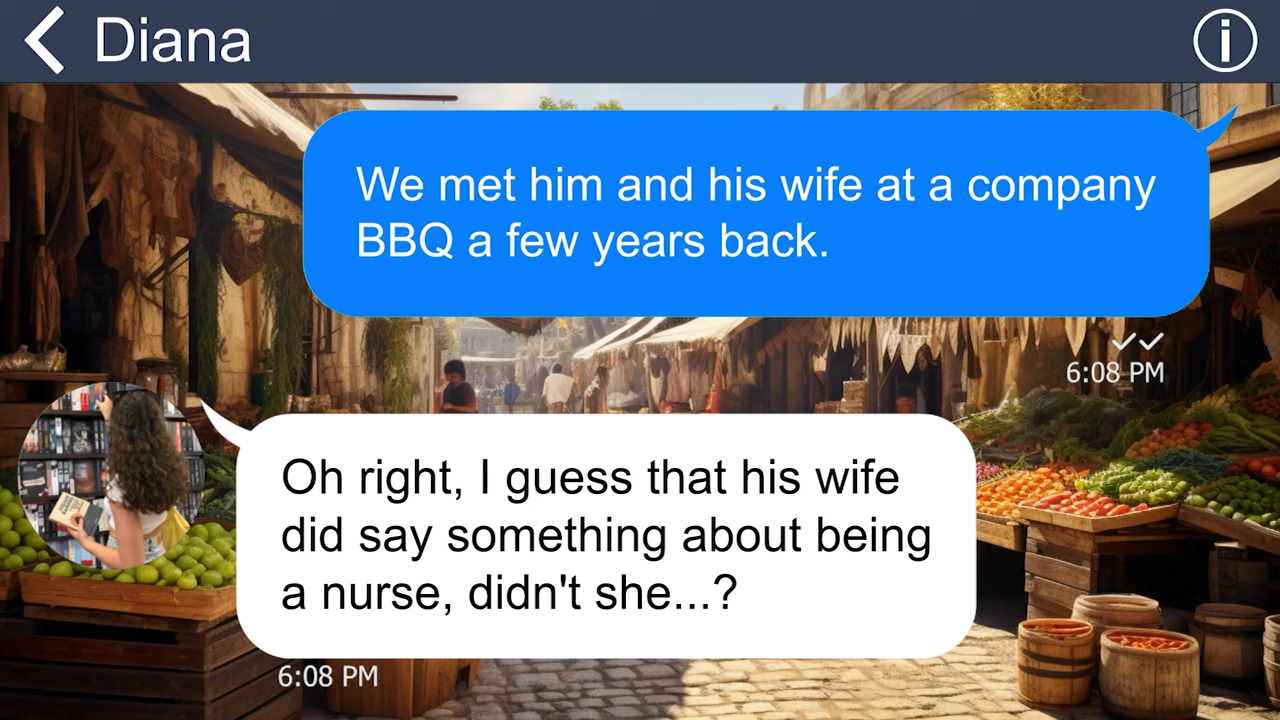 Diana
We met him and his wife at a company
BBQ a few years back.
6:08 PM
Oh right, I guess that his wife
did say something about being
a nurse, didn't she...?
6:08 PM